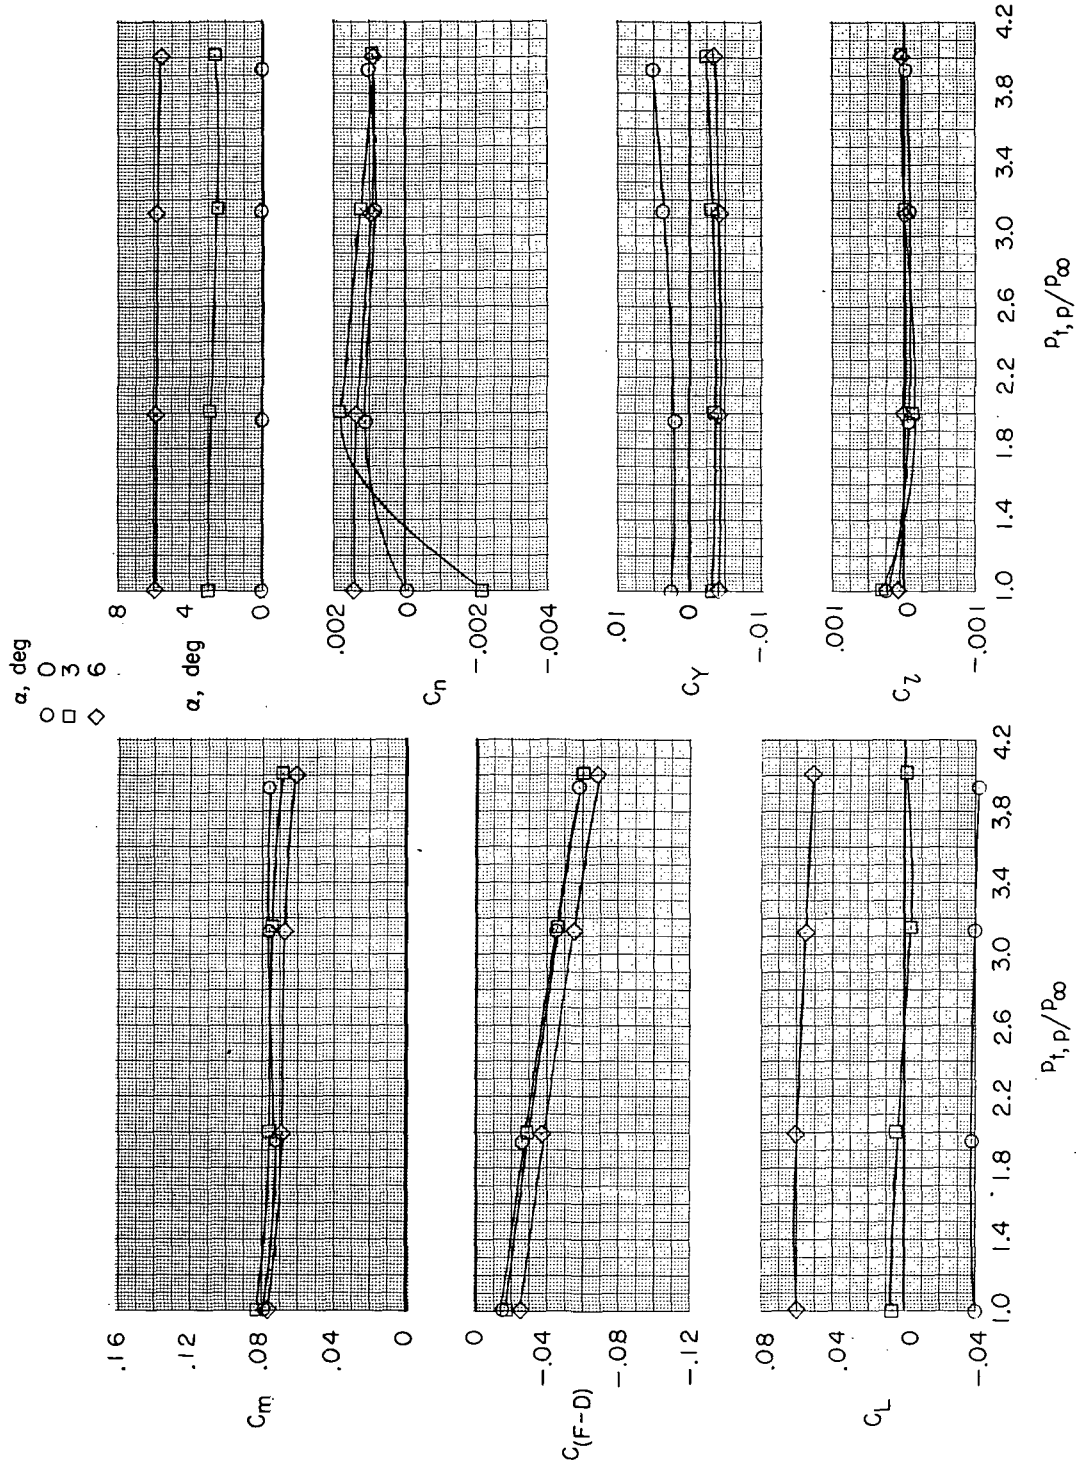 α, deg
○ 0
□ 3
◇ 6
.16
.12
.08
.04
0
Cm
0
-.04
-.08
-.12
C(F-D)
.08
.04
0
-.04
CL
1.0 1.4 1.8 2.2 2.6 3.0 3.4 3.8 4.2
pt,p/p∞
8
4
0
α, deg
.002
0
-.002
-.004
Cn
.01
0
-.01
CY
.001
0
-.001
Cl
1.0 1.4 1.8 2.2 2.6 3.0 3.4 3.8 4.2
pt,p/p∞